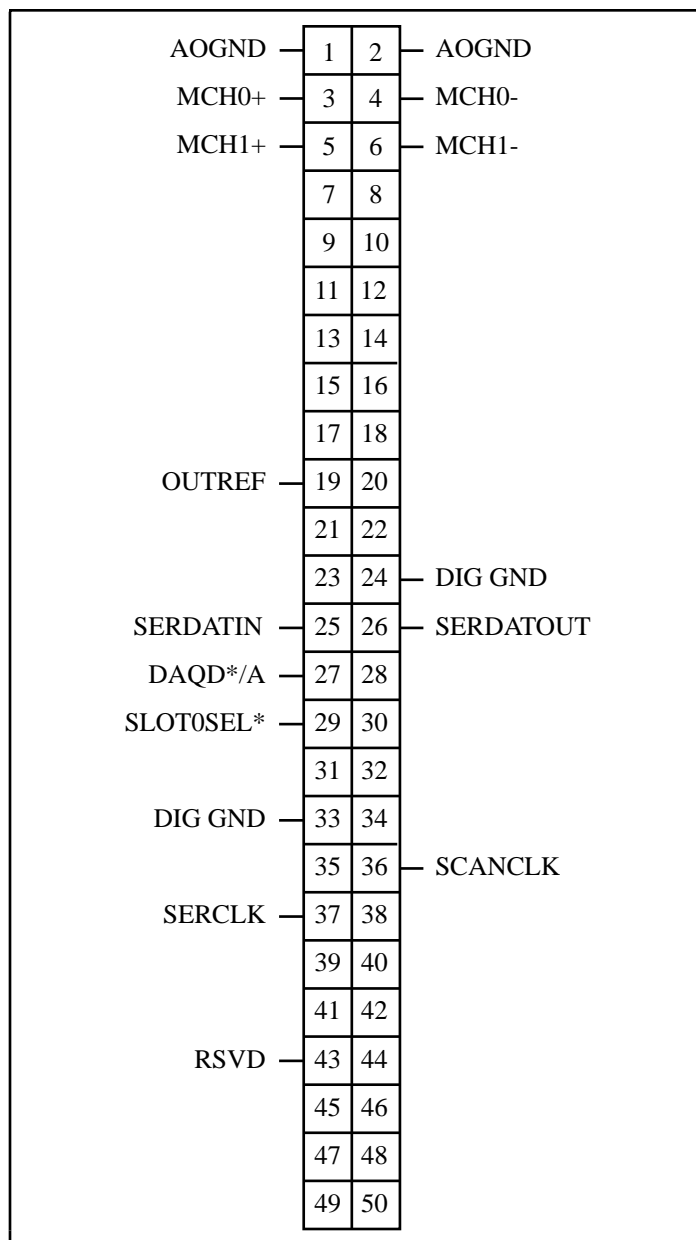 AOGND 1 2 AOGND
MCH0+ 3 4 MCH0-
MCH1+ 5 6 MCH1-
7 8
9 10
11 12
13 14
15 16
17 18
OUTREF 19 20
21 22
23 24 DIG GND
SERDATIN 25 26 SERDATOUT
DAQD*/A 27 28
SLOT0SEL* 29 30
31 32
DIG GND 33 34
35 36 SCANCLK
SERCLK 37 38
39 40
41 42
RSVD 43 44
45 46
47 48
49 50